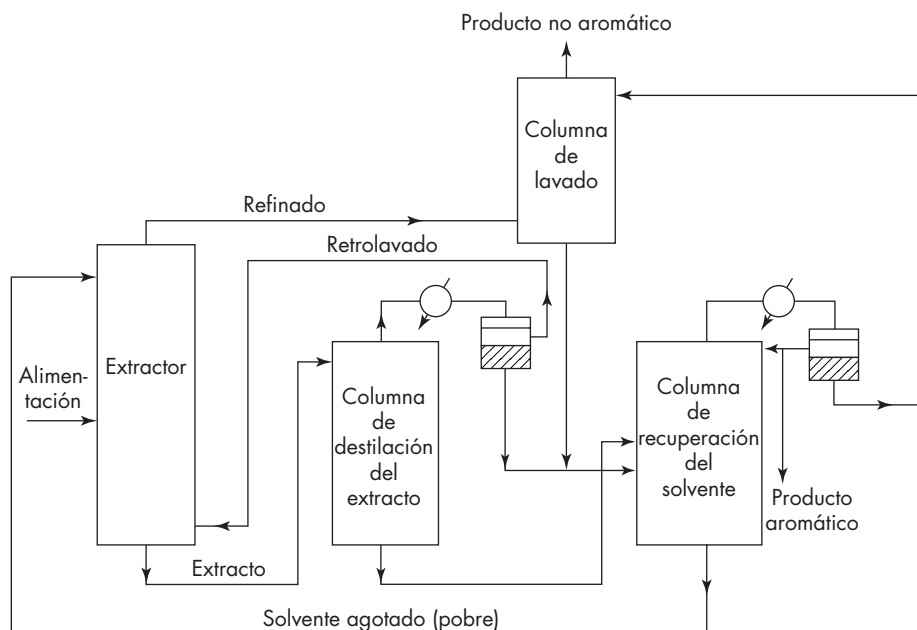 Producto no aromático
Columna
de
lavado
Refinado
Retrolavado
Extractor
Alimen-
tación
Columna
de
destilación
del
extracto
Columna
de
recuperación
del
solvente
Producto
aromático
Extracto
Solvente agotado (pobre)